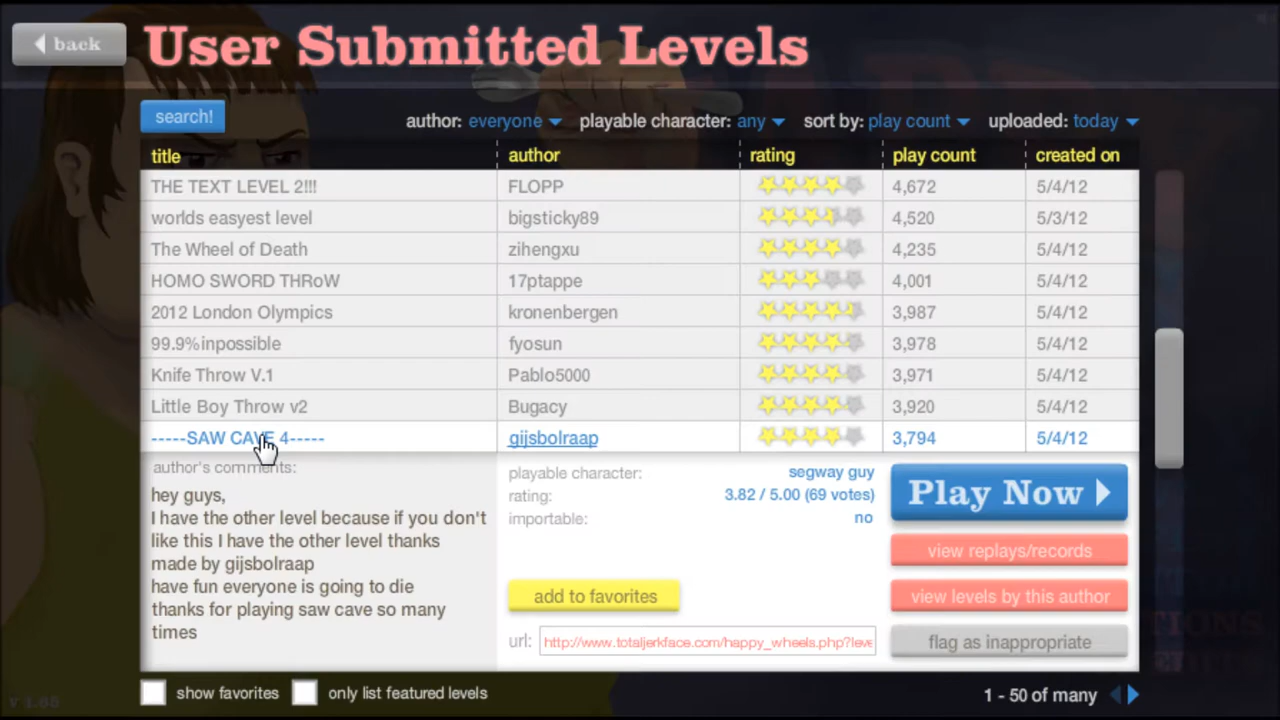 back
User Submitted Levels
search!
author: everyone playable character: any sort by: play count uploaded: today
title author rating play count created on
THE TEXT LEVEL 2!!! FLOPP 4,672 5/4/12
worlds easyest level bigsticky89 4,520 5/3/12
The Wheel of Death zihengxu 4,235 5/4/12
HOMO SWORD THRoW 17ptappe 4,001 5/4/12
2012 London Olympics kronenbergen 3,987 5/4/12
99.9%inpossible fyosun 3,978 5/4/12
Knife Throw V.1 Pablo5000 3,971 5/4/12
Little Boy Throw v2 Bugacy 3,920 5/4/12
-----SAW CAVE 4----- gijsbolraap 3,794 5/4/12
author's comments:
hey guys,
I have the other level because if you don't
like this I have the other level thanks
made by gijsbolraap
have fun everyone is going to die
thanks for playing saw cave so many
times
playable character: segway guy
rating: 3.82 / 5.00 (69 votes)
importable: no
add to favorites
url: http://www.totaljerkface.com/happy_wheels.php?leve
Play Now
view replays/records
view levels by this author
flag as inappropriate
show favorites only list featured levels
1 - 50 of many